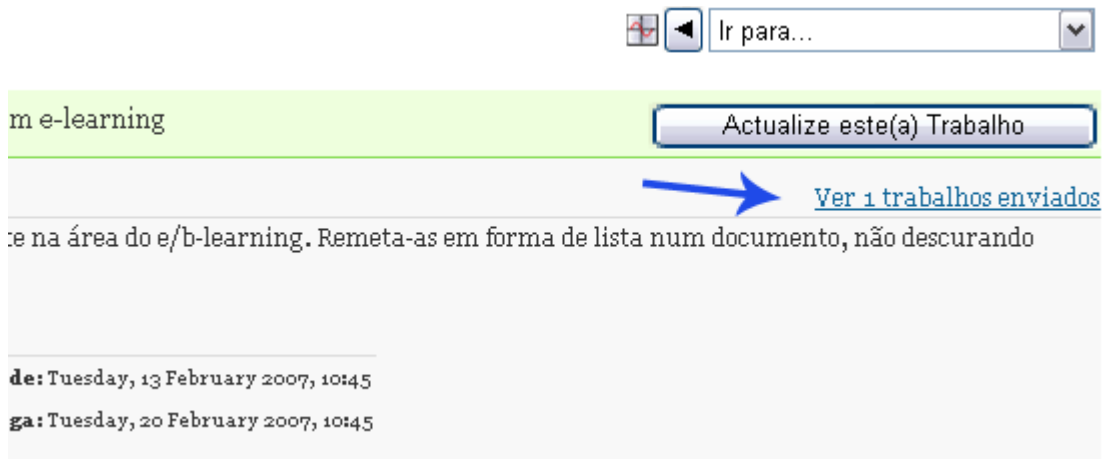 Ir para...
m e-learning
Actualize este(a) Trabalho
Ver 1 trabalhos enviados
te na área do e/b-learning. Remeta-as em forma de lista num documento, não descurando
de: Tuesday, 13 February 2007, 10:45
ga: Tuesday, 20 February 2007, 10:45